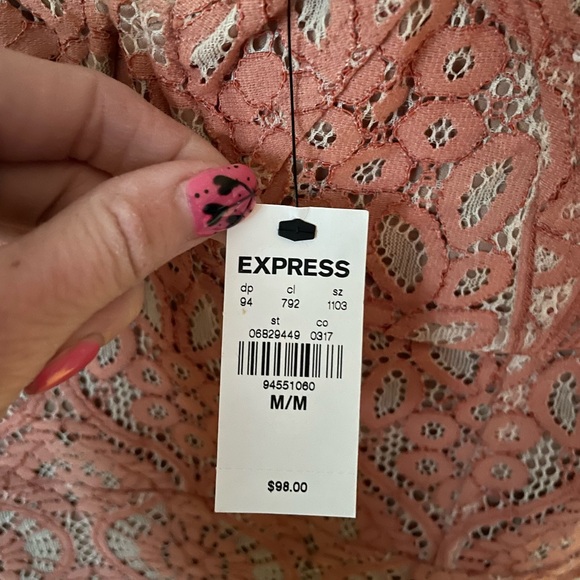 EXPRESS
dp cl sz
94 792 1103
st co
06829449 0317
94551060
M/M
$98.00